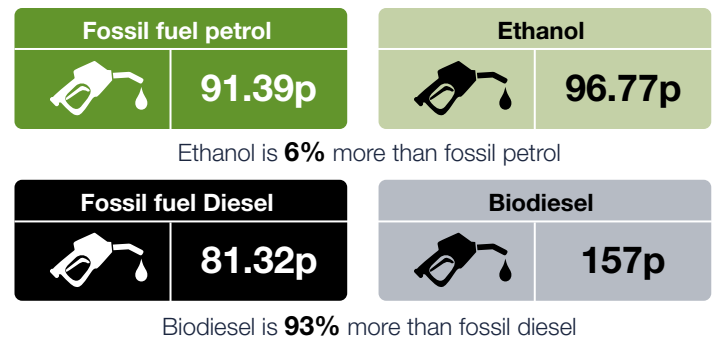 Fossil fuel petrol
91.39p
Ethanol
96.77p
Ethanol is 6% more than fossil petrol
Fossil fuel Diesel
81.32p
Biodiesel
157p
Biodiesel is 93% more than fossil diesel